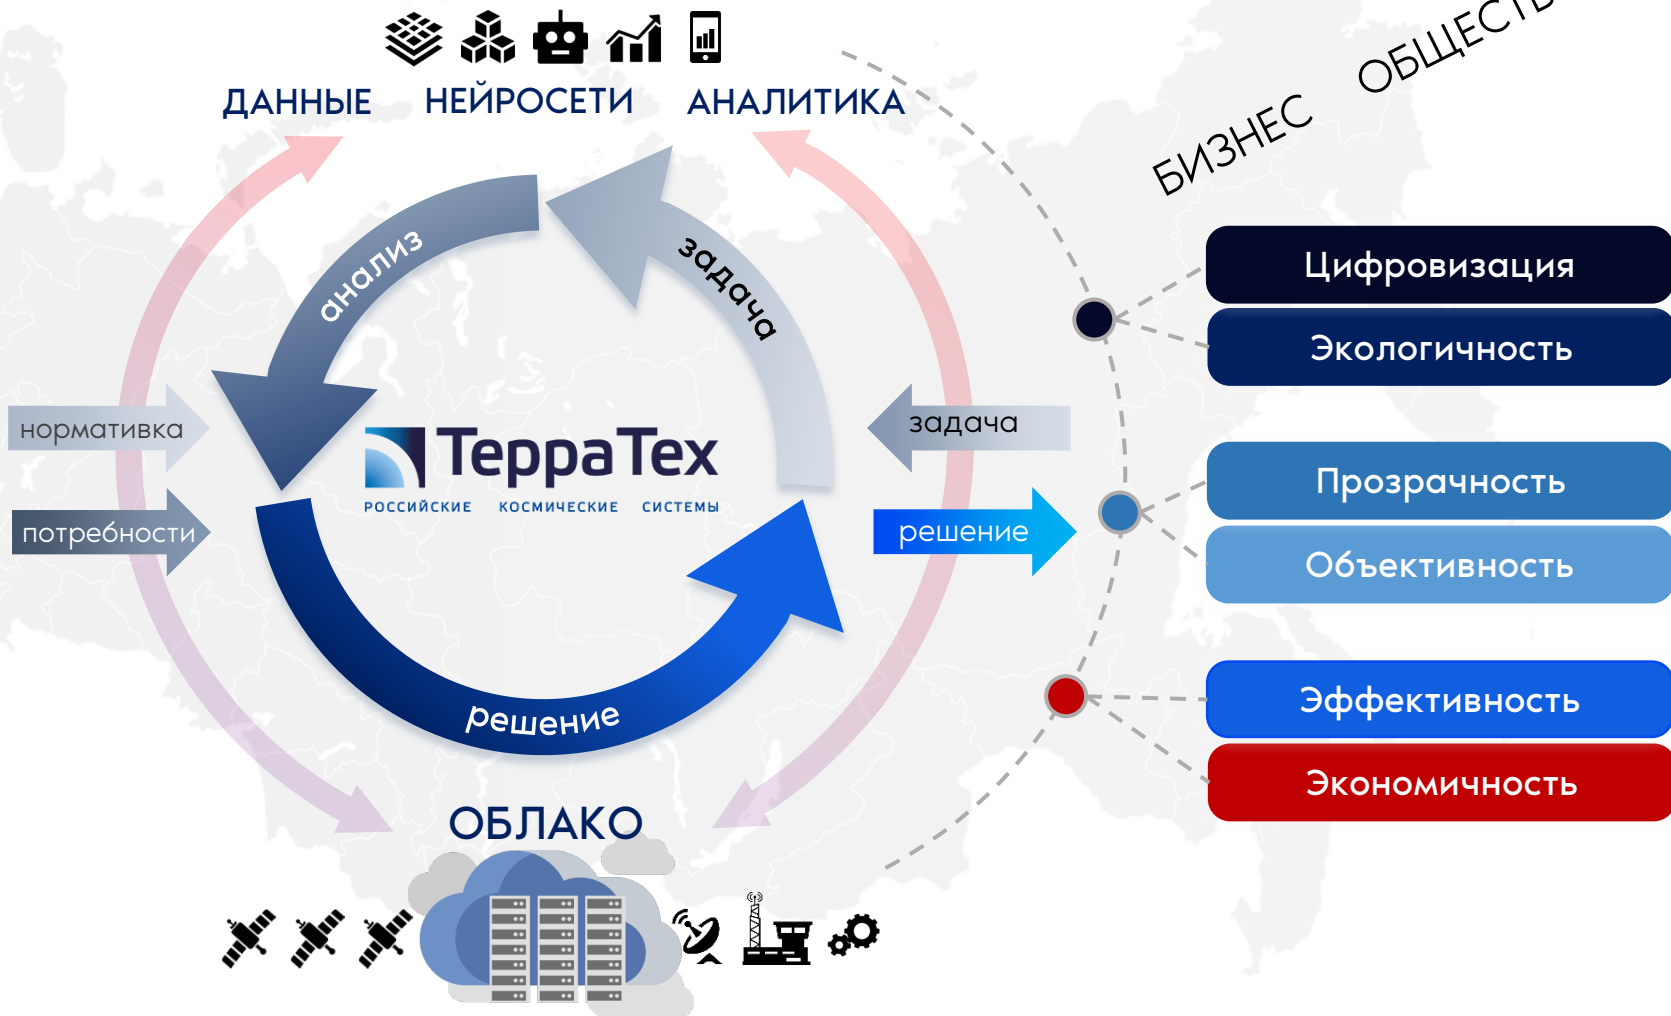 ДАННЫЕ НЕЙРОСЕТИ АНАЛИТИКА
БИЗНЕС
анализ
задача
нормативка
потребности
ТерраТех
РОССИЙСКИЕ КОСМИЧЕСКИЕ СИСТЕМЫ
задача
решение
решение
ОБЛАКО
Цифровизация
Экологичность
Прозрачность
Объективность
Эффективность
Экономичность